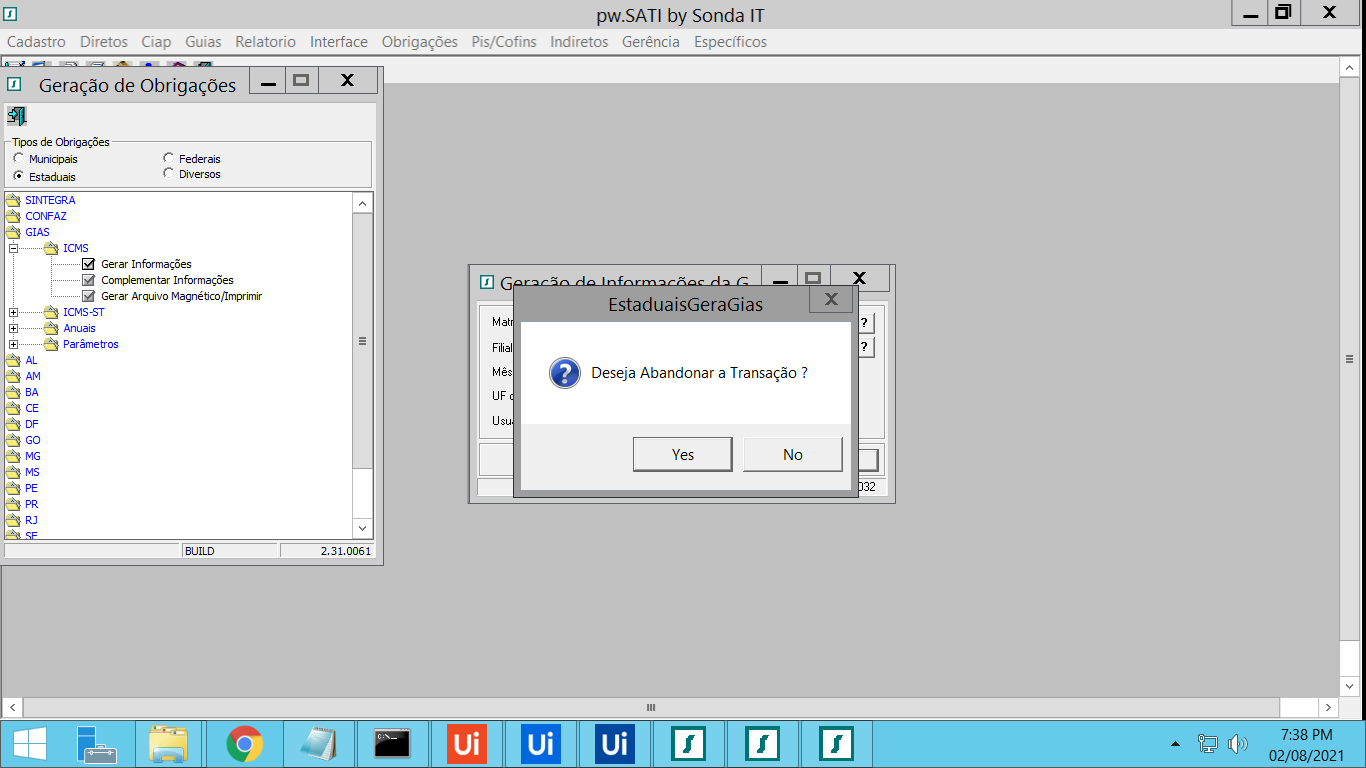 pw.SATI by Sonda IT
Cadastro Diretos Ciap Guias Relatorio Interface Obrigações Pis/Cofins Indiretos Gerência Específicos
Geração de Obrigações
Tipos de Obrigações
Municipais Federais
Estaduais Diversos
SINTEGRA
CONFAZ
GIAS
ICMS
Gerar Informações
Complementar Informações
Gerar Arquivo Magnético/Imprimir
ICMS-ST
Anuais
Parâmetros
AL
AM
BA
CE
DF
GO
MG
MS
PE
PR
RJ
SE
BUILD 2.31.0061
Geração de Informações da G
Matr ?
Filial ?
Mês
UF
Usu
032
EstaduaisGeraGias
Deseja Abandonar a Transação ?
Yes No
Ui Ui Ui
7:38 PM
02/08/2021